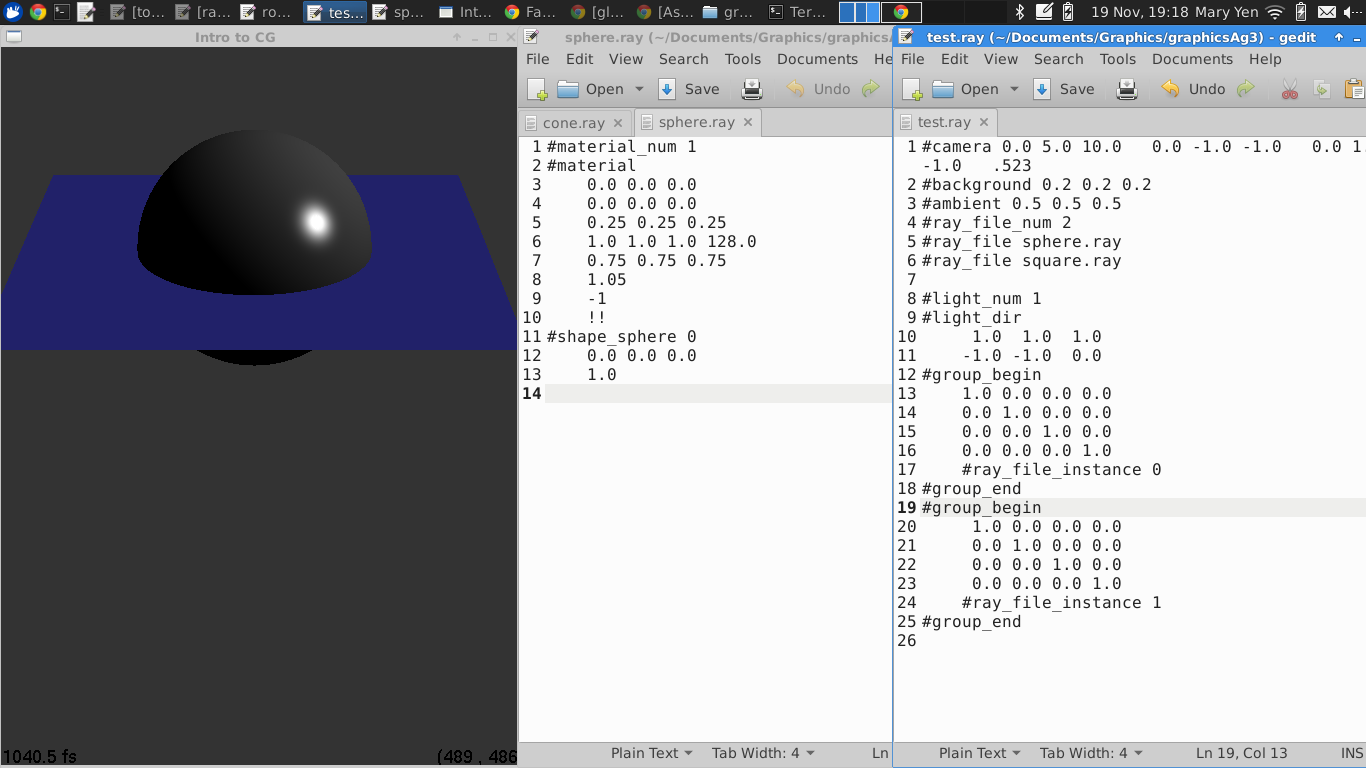 [to...
[ra...
ro...
tes...
sp...
Int...
Fa...
[gl...
[As...
gr...
Ter...
19 Nov, 19:18 Mary Yen
Intro to CG
1040.5 fs
(489 , 486
sphere.ray (~/Documents/Graphics/graphicsA
File Edit View Search Tools Documents He
Open Save Undo
cone.ray
sphere.ray
1 #material_num 1
2 #material
3 0.0 0.0 0.0
4 0.0 0.0 0.0
5 0.25 0.25 0.25
6 1.0 1.0 1.0 128.0
7 0.75 0.75 0.75
8 1.05
9 -1
10 !!
11 #shape_sphere 0
12 0.0 0.0 0.0
13 1.0
14
Plain Text Tab Width: 4 Ln
test.ray (~/Documents/Graphics/graphicsAg3) - gedit
File Edit View Search Tools Documents Help
Open Save Undo
test.ray
1 #camera 0.0 5.0 10.0 0.0 -1.0 -1.0 0.0 1.
-1.0 .523
2 #background 0.2 0.2 0.2
3 #ambient 0.5 0.5 0.5
4 #ray_file_num 2
5 #ray_file sphere.ray
6 #ray_file square.ray
7
8 #light_num 1
9 #light_dir
10 1.0 1.0 1.0
11 -1.0 -1.0 0.0
12 #group_begin
13 1.0 0.0 0.0 0.0
14 0.0 1.0 0.0 0.0
15 0.0 0.0 1.0 0.0
16 0.0 0.0 0.0 1.0
17 #ray_file_instance 0
18 #group_end
19 #group_begin
20 1.0 0.0 0.0 0.0
21 0.0 1.0 0.0 0.0
22 0.0 0.0 1.0 0.0
23 0.0 0.0 0.0 1.0
24 #ray_file_instance 1
25 #group_end
26
Plain Text Tab Width: 4 Ln 19, Col 13 INS